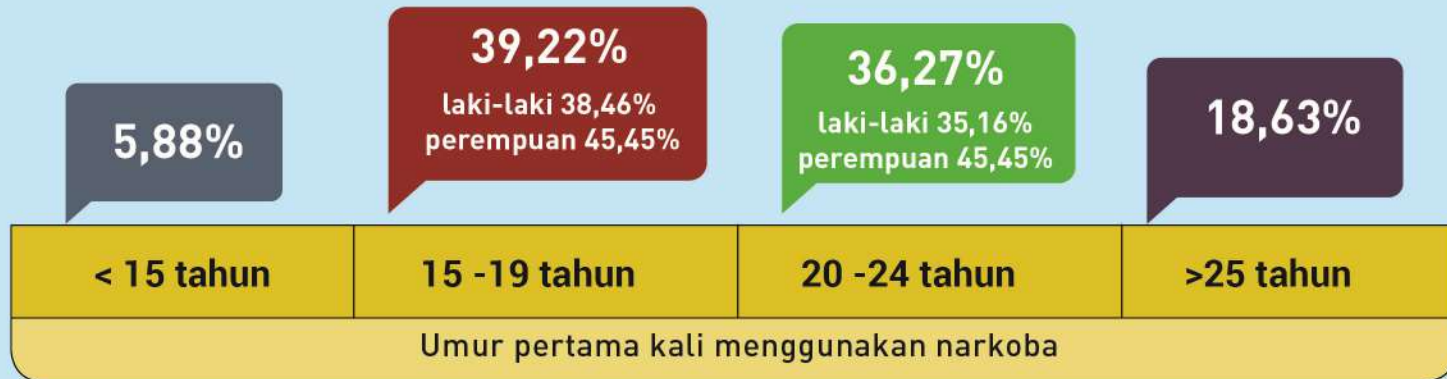 5,88%
39,22%
laki-laki 38,46%
perempuan 45,45%
36,27%
laki-laki 35,16%
perempuan 45,45%
18,63%
< 15 tahun
15 -19 tahun
20 -24 tahun
>25 tahun
Umur pertama kali menggunakan narkoba